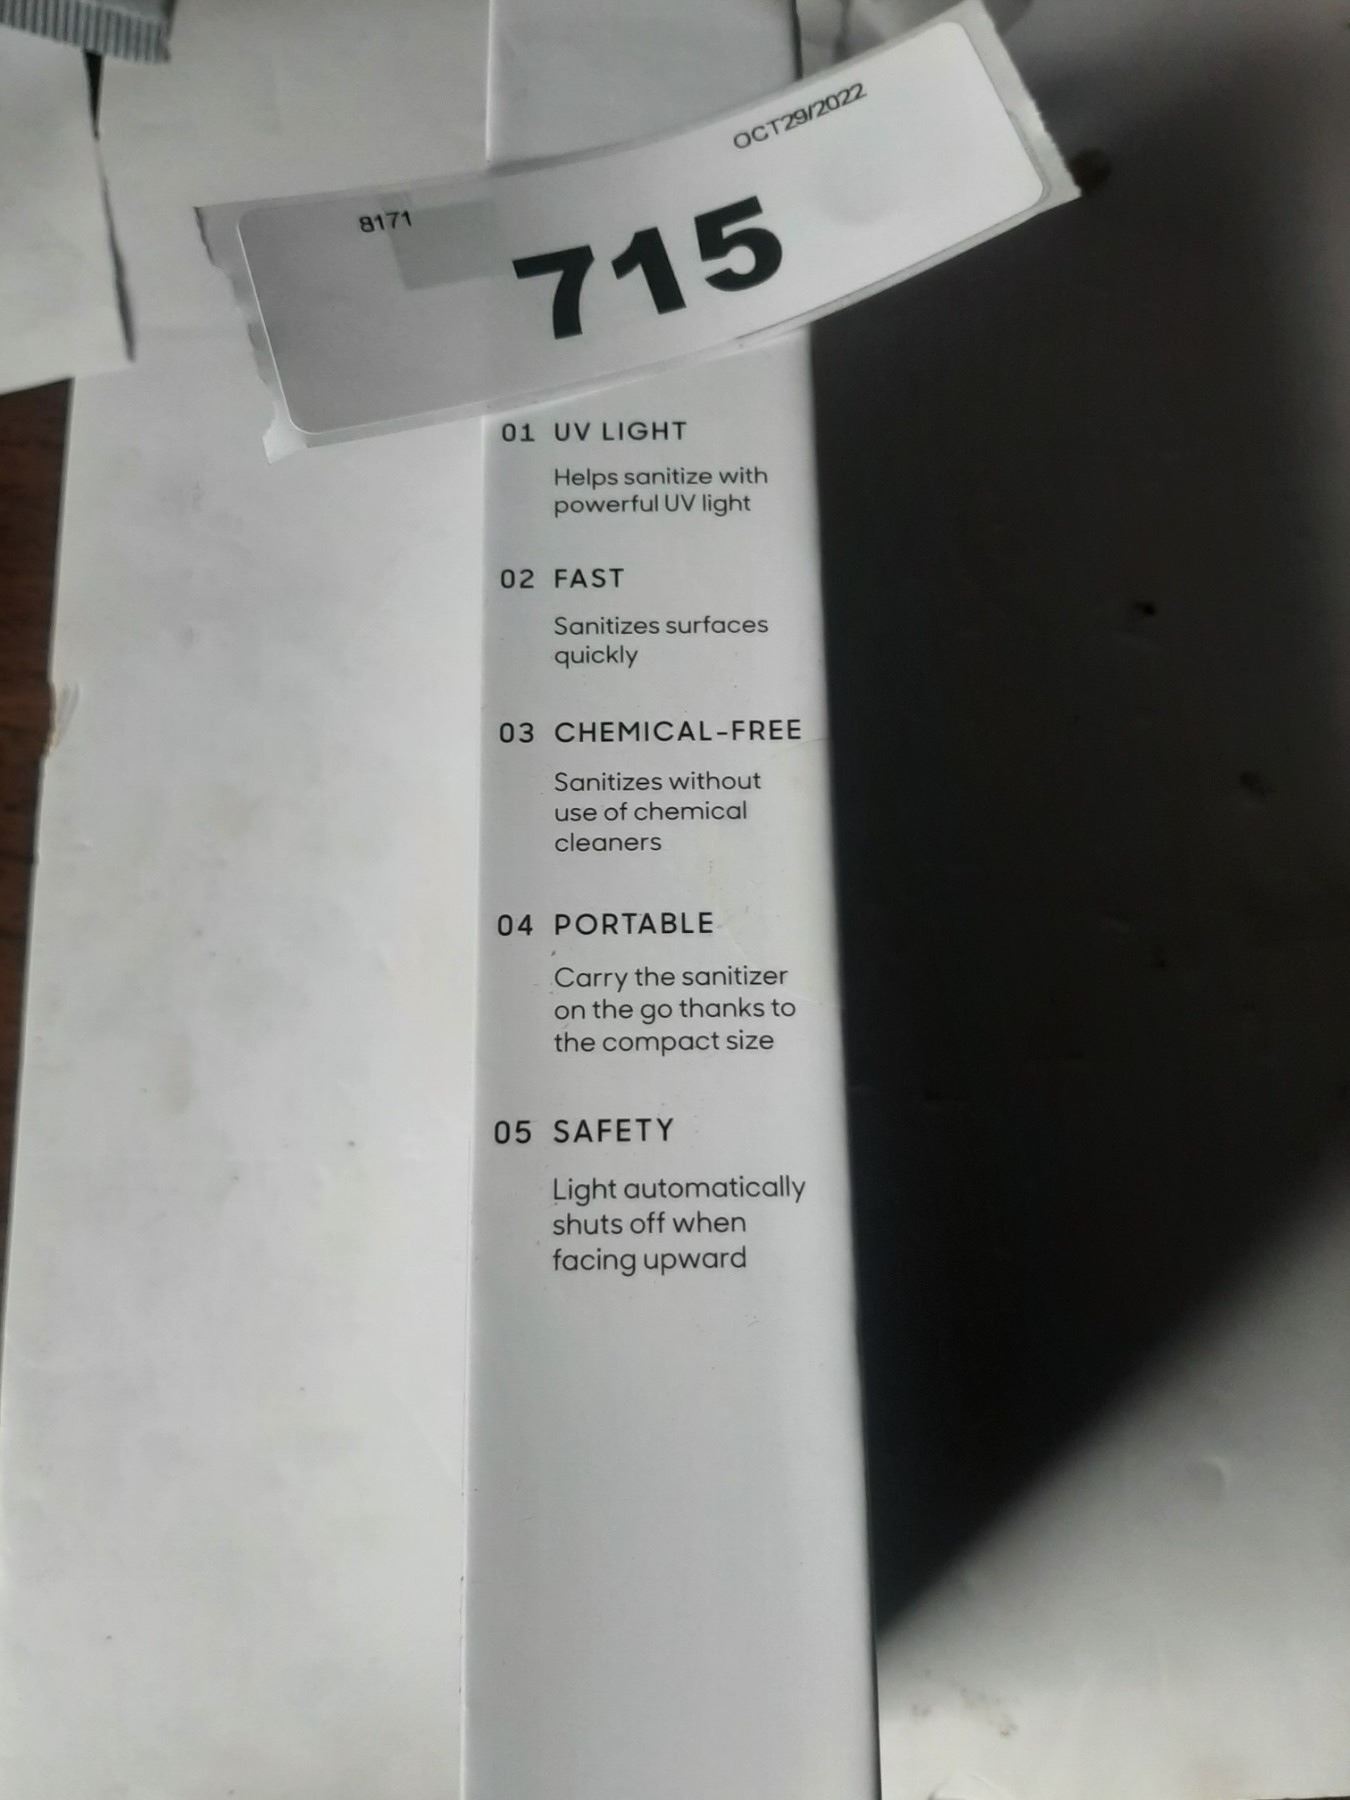 OCT29/2022
8171
715
01 UV LIGHT
Helps sanitize with
powerful UV light
02 FAST
Sanitizes surfaces
quickly
03 CHEMICAL-FREE
Sanitizes without
use of chemical
cleaners
04 PORTABLE
Carry the sanitizer
on the go thanks to
the compact size
05 SAFETY
Light automatically
shuts off when
facing upward